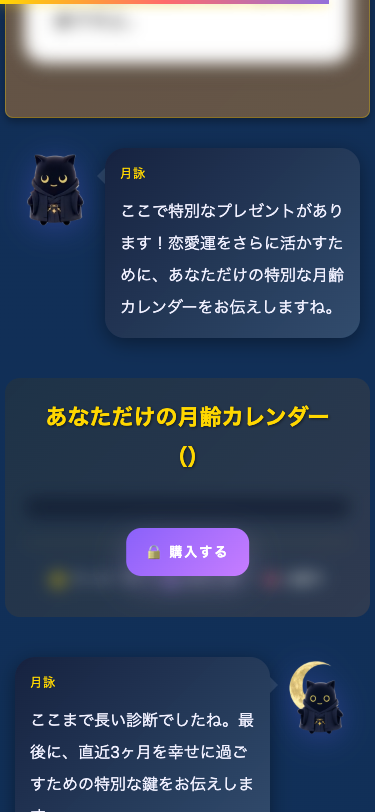 月詠
ここで特別なプレゼントがあり
ます！恋愛運をさらに活かすた
めに、あなただけの特別な月齢
カレンダーをお伝えしますね。
あなただけの月齢カレンダー
()
🔒 購入する
月詠
ここまで長い診断でしたね。最
後に、直近3ヶ月を幸せに過ご
すための特別な鍵をお伝えしま